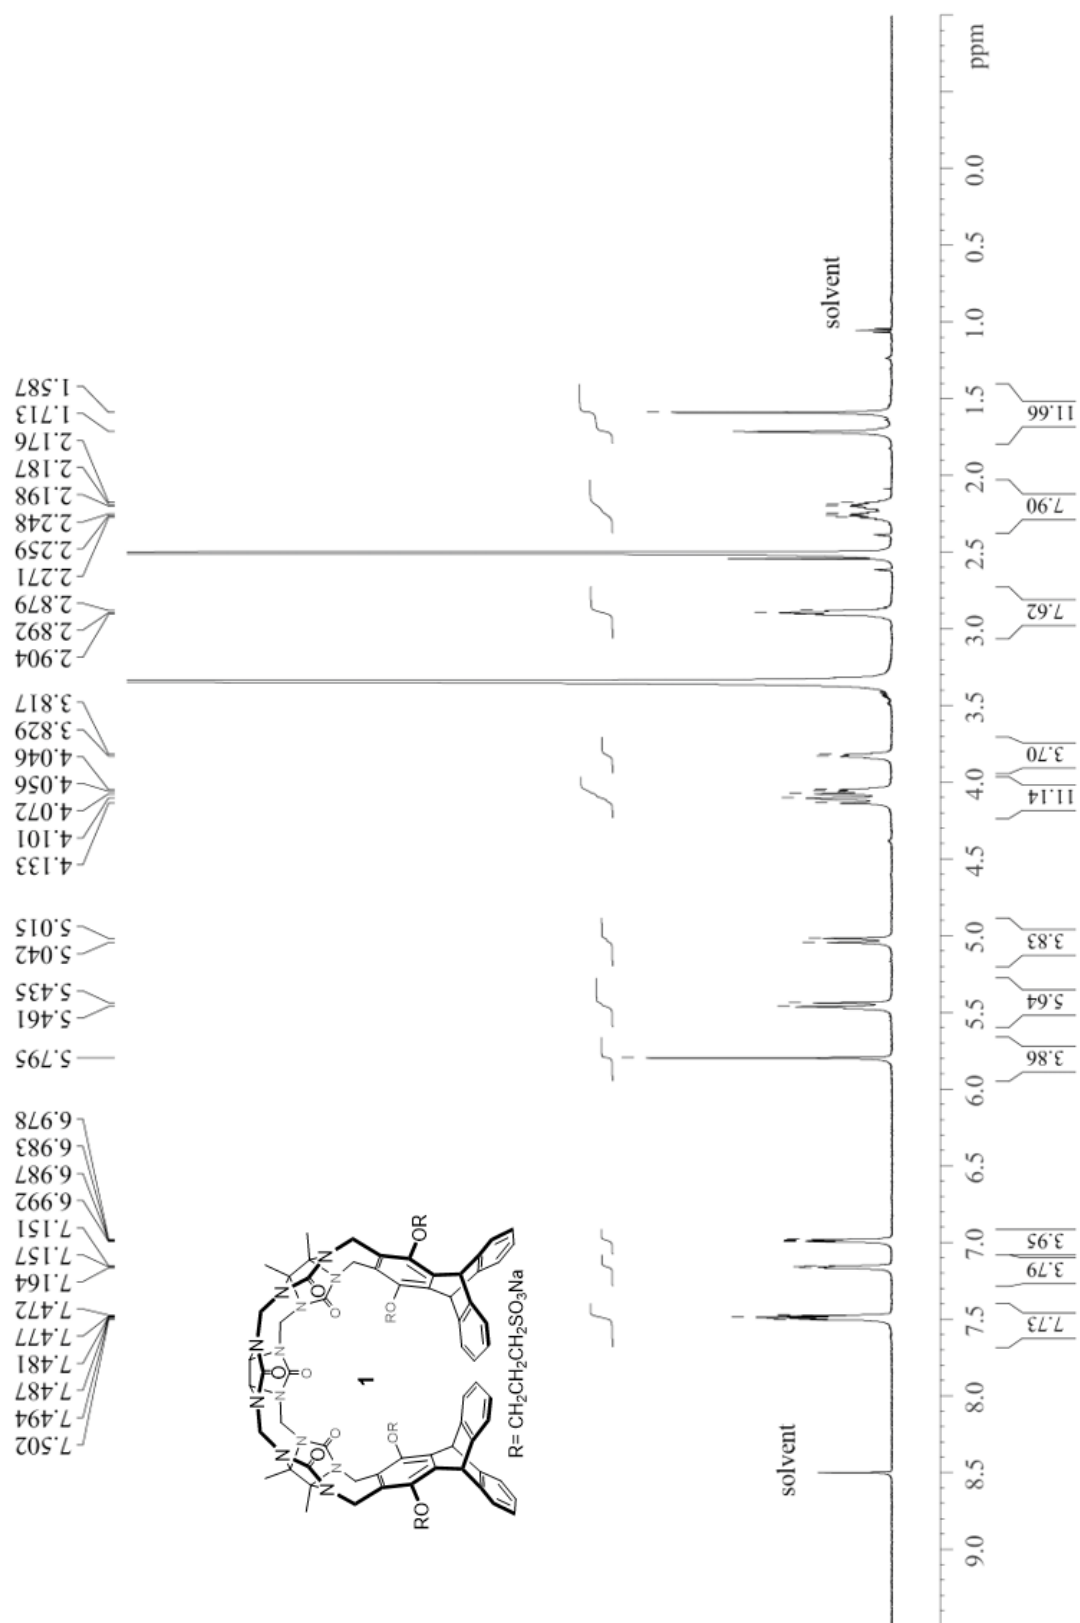 7.502
7.494
7.487
7.481
7.477
7.472
7.164
7.157
7.151
6.992
6.987
6.983
6.978
5.795
5.461
5.435
5.042
5.015
4.133
4.101
4.072
4.056
4.046
3.829
3.817
2.904
2.892
2.879
2.271
2.259
2.248
2.198
2.187
2.176
1.713
1.587
N
N
N
N
N
N
N
N
N
N
N
N
O
O
O
O
O
O
RO
OR
RO
OR
1
R= CH2CH2CH2SO3Na
solvent
solvent
9.0
8.5
8.0
7.5
7.0
6.5
6.0
5.5
5.0
4.5
4.0
3.5
3.0
2.5
2.0
1.5
1.0
0.5
0.0
ppm
7.73
3.79
3.95
3.86
5.64
3.83
11.14
3.70
7.62
7.90
11.66